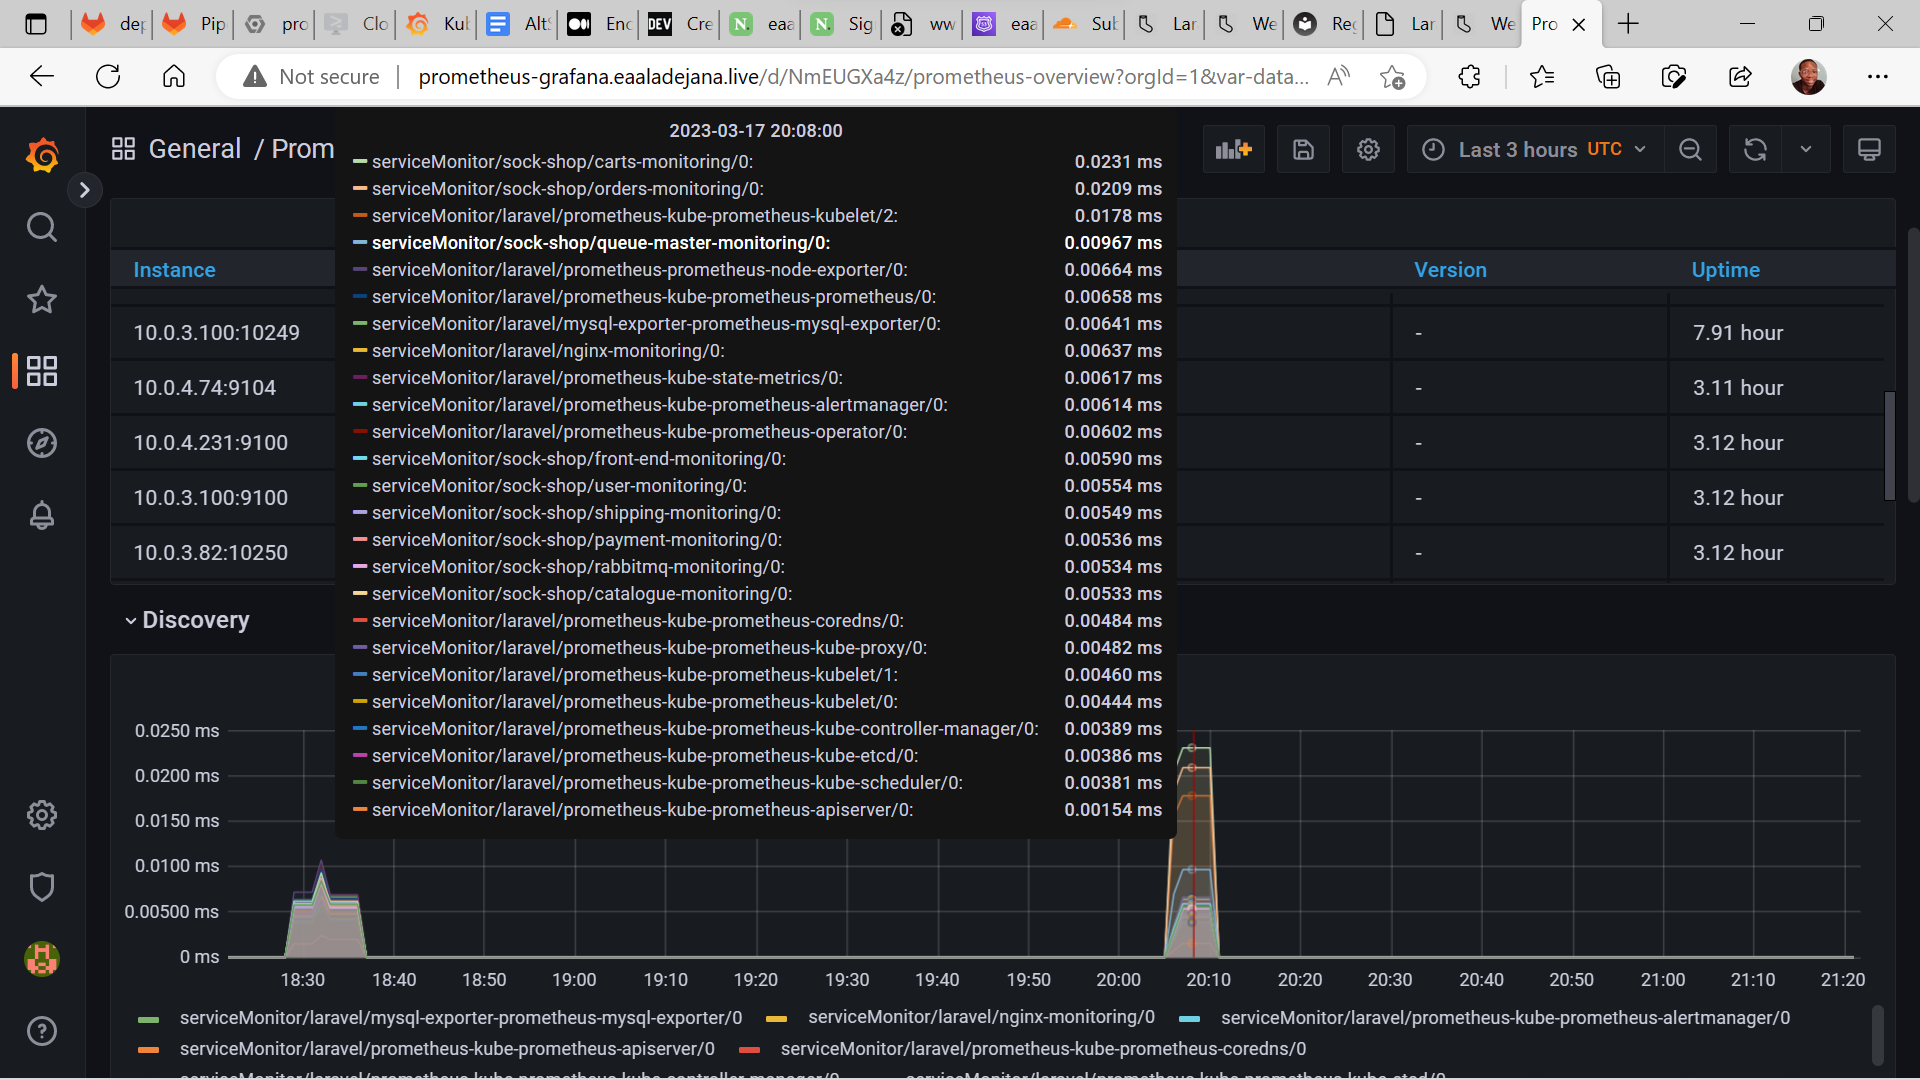 dep Pip pro Clo Kub Alt Enc DEV Cre N. eaa N. Sig ww eaa Sub Lar We Reg Lar We Pro
Not secure prometheus-grafana.eaaladejana.live/d/NmEUGXa4z/prometheus-overview?orgId=1&var-data... A
General / Prom
Last 3 hours UTC
2023-03-17 20:08:00
serviceMonitor/sock-shop/carts-monitoring/0: 0.0231 ms
serviceMonitor/sock-shop/orders-monitoring/0: 0.0209 ms
serviceMonitor/laravel/prometheus-kube-prometheus-kubelet/2: 0.0178 ms
serviceMonitor/sock-shop/queue-master-monitoring/0: 0.00967 ms
serviceMonitor/laravel/prometheus-prometheus-node-exporter/0: 0.00664 ms
serviceMonitor/laravel/prometheus-kube-prometheus-prometheus/0: 0.00658 ms
serviceMonitor/laravel/mysql-exporter-prometheus-mysql-exporter/0: 0.00641 ms
serviceMonitor/laravel/nginx-monitoring/0: 0.00637 ms
serviceMonitor/laravel/prometheus-kube-state-metrics/0: 0.00617 ms
serviceMonitor/laravel/prometheus-kube-prometheus-alertmanager/0: 0.00614 ms
serviceMonitor/laravel/prometheus-kube-prometheus-operator/0: 0.00602 ms
serviceMonitor/sock-shop/front-end-monitoring/0: 0.00590 ms
serviceMonitor/sock-shop/user-monitoring/0: 0.00554 ms
serviceMonitor/sock-shop/shipping-monitoring/0: 0.00549 ms
serviceMonitor/sock-shop/payment-monitoring/0: 0.00536 ms
serviceMonitor/sock-shop/rabbitmq-monitoring/0: 0.00534 ms
serviceMonitor/sock-shop/catalogue-monitoring/0: 0.00533 ms
serviceMonitor/laravel/prometheus-kube-prometheus-coredns/0: 0.00484 ms
serviceMonitor/laravel/prometheus-kube-prometheus-kube-proxy/0: 0.00482 ms
serviceMonitor/laravel/prometheus-kube-prometheus-kubelet/1: 0.00460 ms
serviceMonitor/laravel/prometheus-kube-prometheus-kubelet/0: 0.00444 ms
serviceMonitor/laravel/prometheus-kube-prometheus-kube-controller-manager/0: 0.00389 ms
serviceMonitor/laravel/prometheus-kube-prometheus-kube-etcd/0: 0.00386 ms
serviceMonitor/laravel/prometheus-kube-prometheus-kube-scheduler/0: 0.00381 ms
serviceMonitor/laravel/prometheus-kube-prometheus-apiserver/0: 0.00154 ms
Instance Version Uptime
10.0.3.100:10249 - 7.91 hour
10.0.4.74:9104 - 3.11 hour
10.0.4.231:9100 - 3.12 hour
10.0.3.100:9100 - 3.12 hour
10.0.3.82:10250 - 3.12 hour
Discovery
0.0250 ms
0.0200 ms
0.0150 ms
0.0100 ms
0.00500 ms
0 ms
18:30 18:40 18:50 19:00 19:10 19:20 19:30 19:40 19:50 20:00 20:10 20:20 20:30 20:40 20:50 21:00 21:10 21:20
serviceMonitor/laravel/mysql-exporter-prometheus-mysql-exporter/0 serviceMonitor/laravel/nginx-monitoring/0 serviceMonitor/laravel/prometheus-kube-prometheus-alertmanager/0
serviceMonitor/laravel/prometheus-kube-prometheus-apiserver/0 serviceMonitor/laravel/prometheus-kube-prometheus-coredns/0
serviceMonitor/laravel/prometheus-kube-prometheus-kube-controller-manager/0 serviceMonitor/laravel/prometheus-kube-prometheus-kube-etcd/0